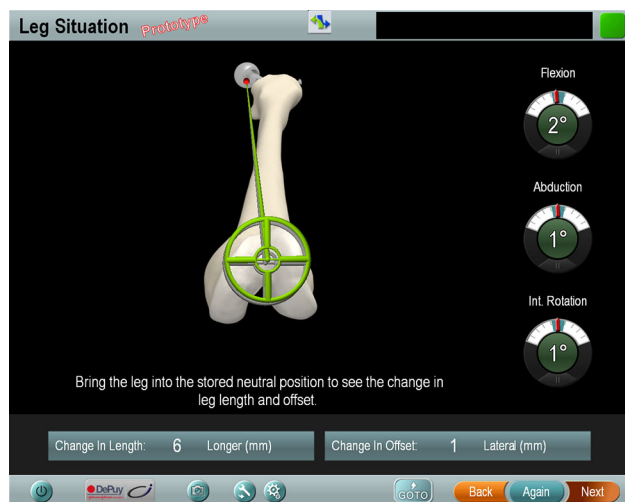 Leg Situation Prototype
Flexion
2°
Abduction
1°
Int. Rotation
1°
Bring the leg into the stored neutral position to see the change in
leg length and offset.
Change In Length: 6 Longer (mm)
Change In Offset: 1 Lateral (mm)
DePuy
GOTO
Back Again Next